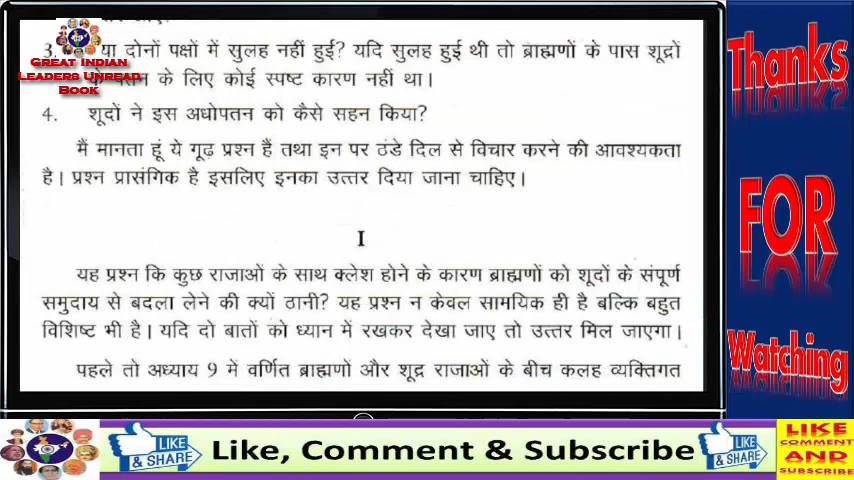 3. या दोनों पक्षों में सुलह नहीं हुई? यदि सुलह हुई थी तो ब्राह्मणों के पास शूद्रों
के लिए कोई स्पष्ट कारण नहीं था।
4. शूदों ने इस अधोपतन को कैसे सहन किया?
मैं मानता हूं ये गूढ़ प्रश्न हैं तथा इन पर ठंडे दिल से विचार करने की आवश्यकता
है। प्रश्न प्रासंगिक है इसलिए इनका उत्तर दिया जाना चाहिए।
I
यह प्रश्न कि कुछ राजाओं के साथ क्लेश होने के कारण ब्राह्मणों को शूदों के संपूर्ण
समुदाय से बदला लेने की क्यों ठानी? यह प्रश्न न केवल सामयिक ही है बल्कि बहुत
विशिष्ट भी है। यदि दो बातों को ध्यान में रखकर देखा जाए तो उत्तर मिल जाएगा।
पहले तो अध्याय 9 में वर्णित ब्राह्मणो और शूद्र राजाओं के बीच कलह व्यक्तिगत
Great Indian
Leaders Unread
Book
Thanks
FOR
Watching
LIKE
& SHARE
Like, Comment & Subscribe
LIKE
& SHARE
LIKE
COMMENT
AND
SUBSCRIBE